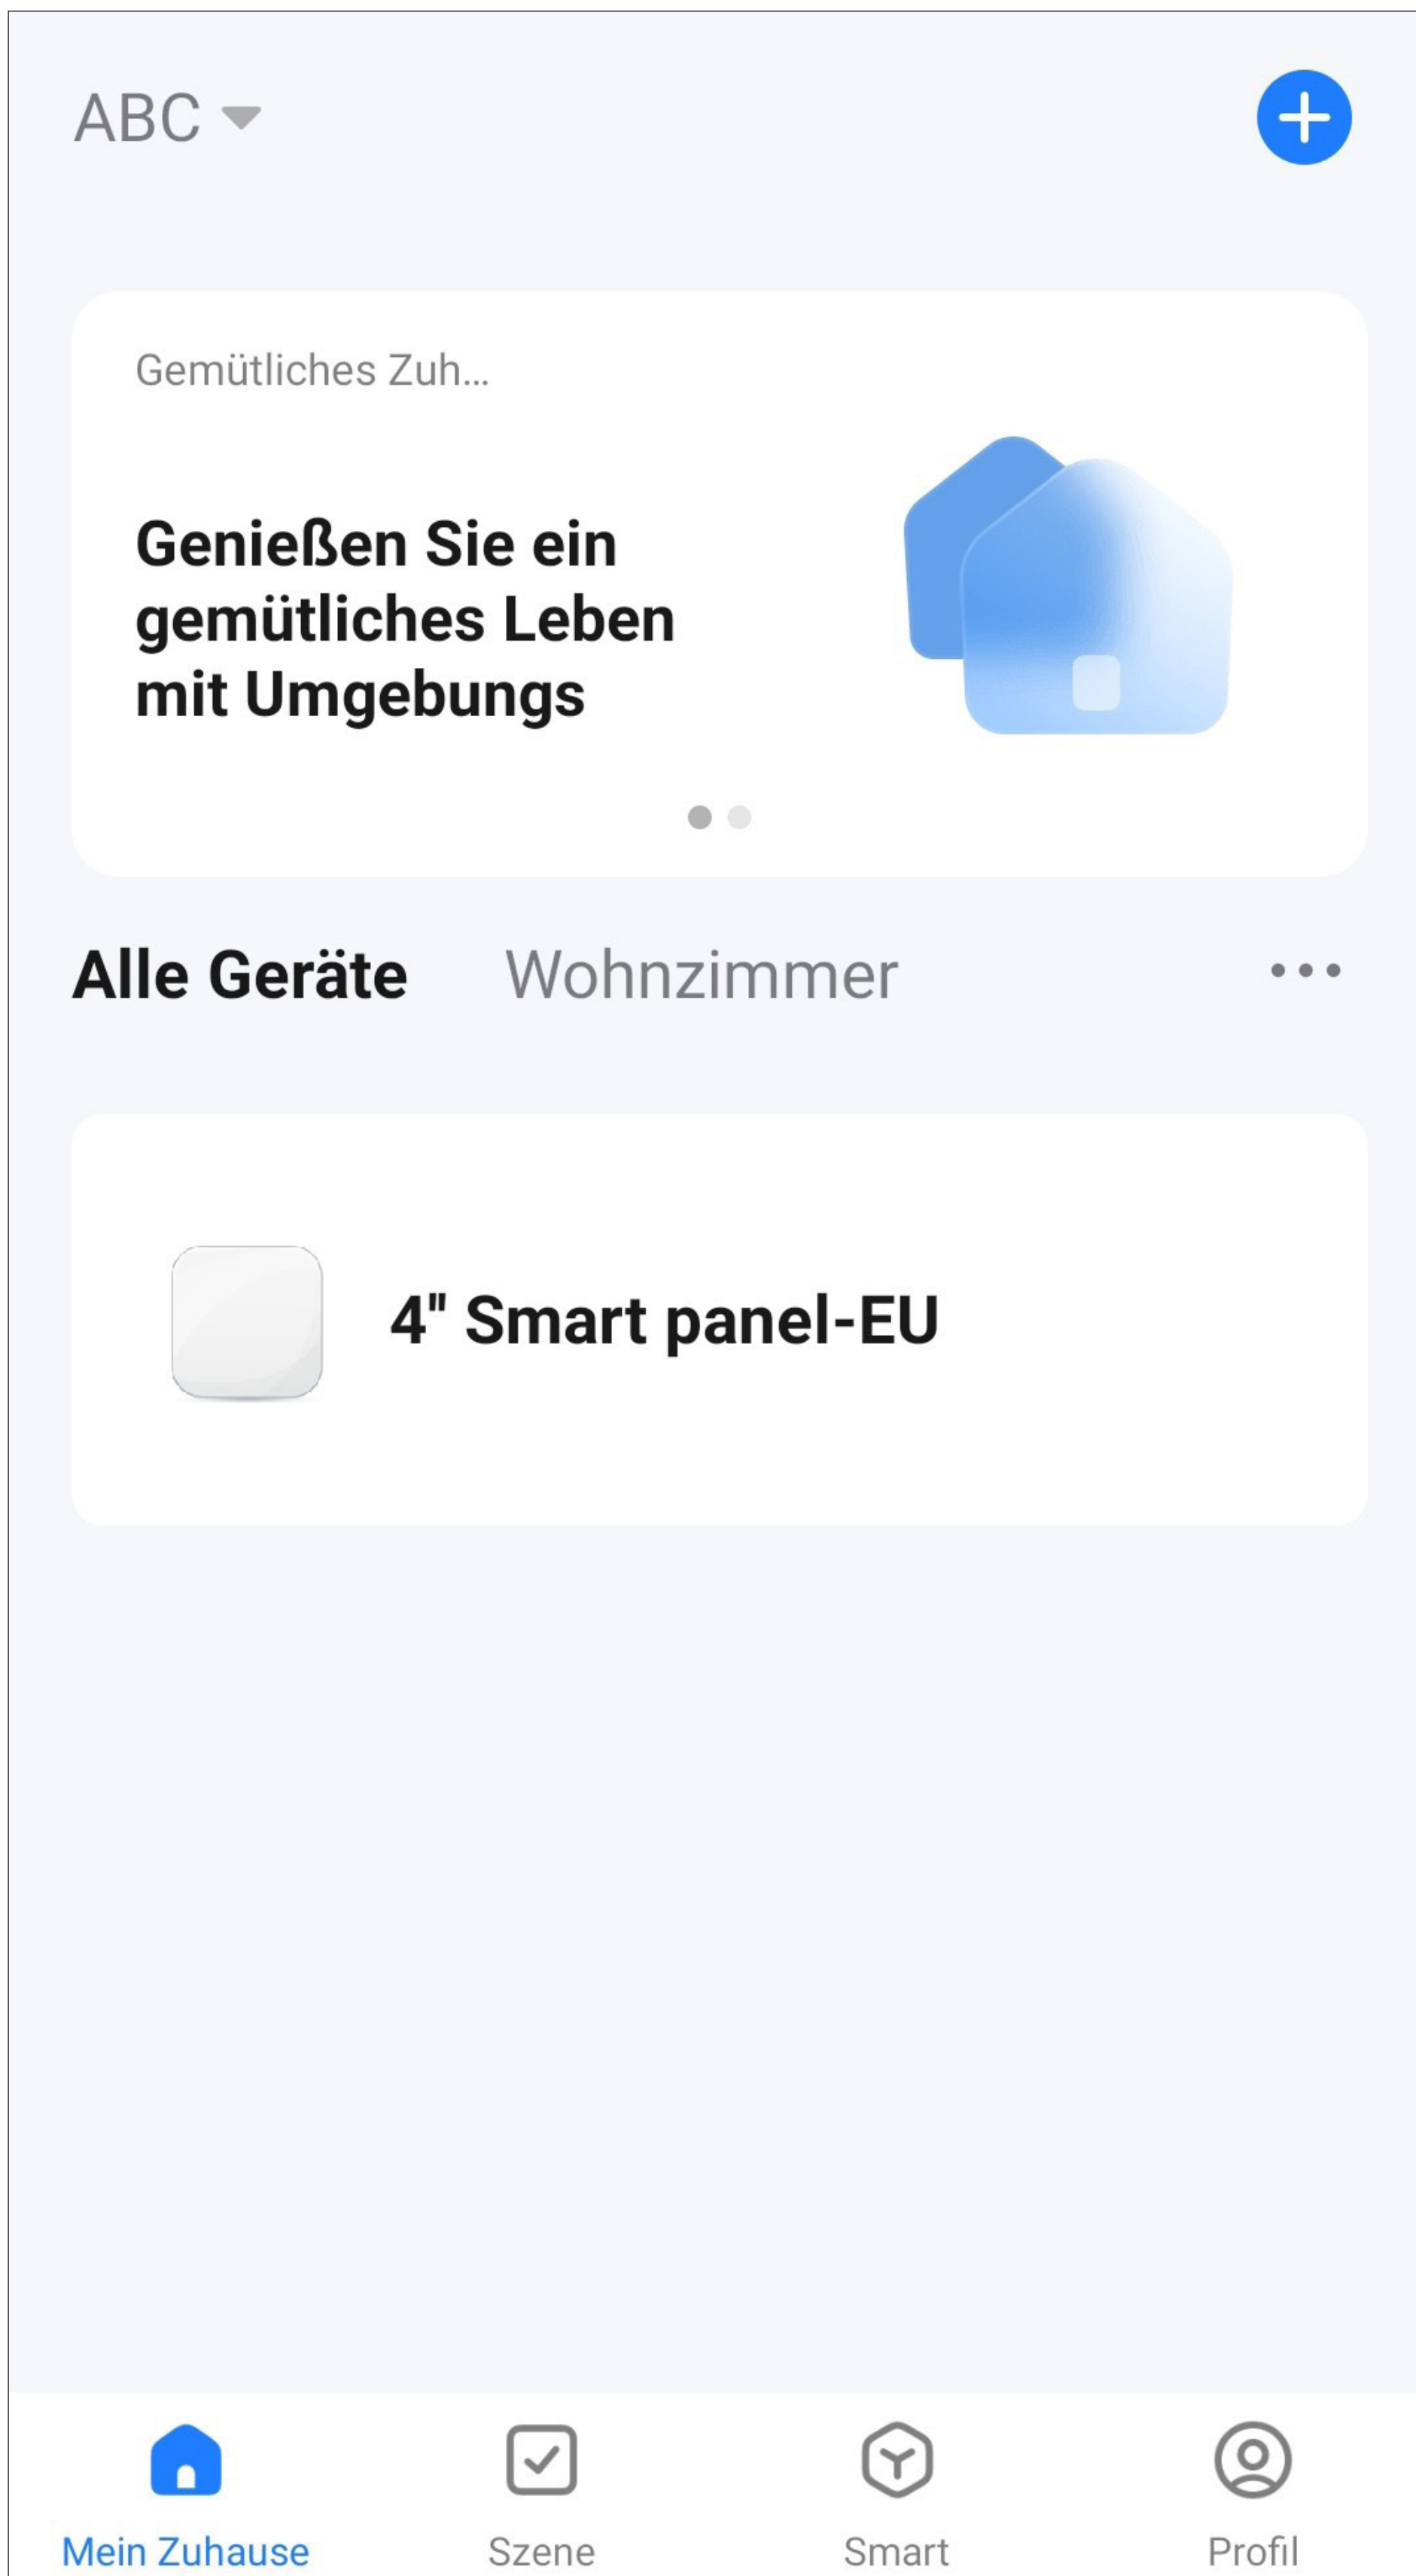 ABC
Gemütliches Zuh...
Genießen Sie ein
gemütliches Leben
mit Umgebungs
Alle Geräte Wohnzimmer
4" Smart panel-EU
Mein Zuhause Szene Smart Profil